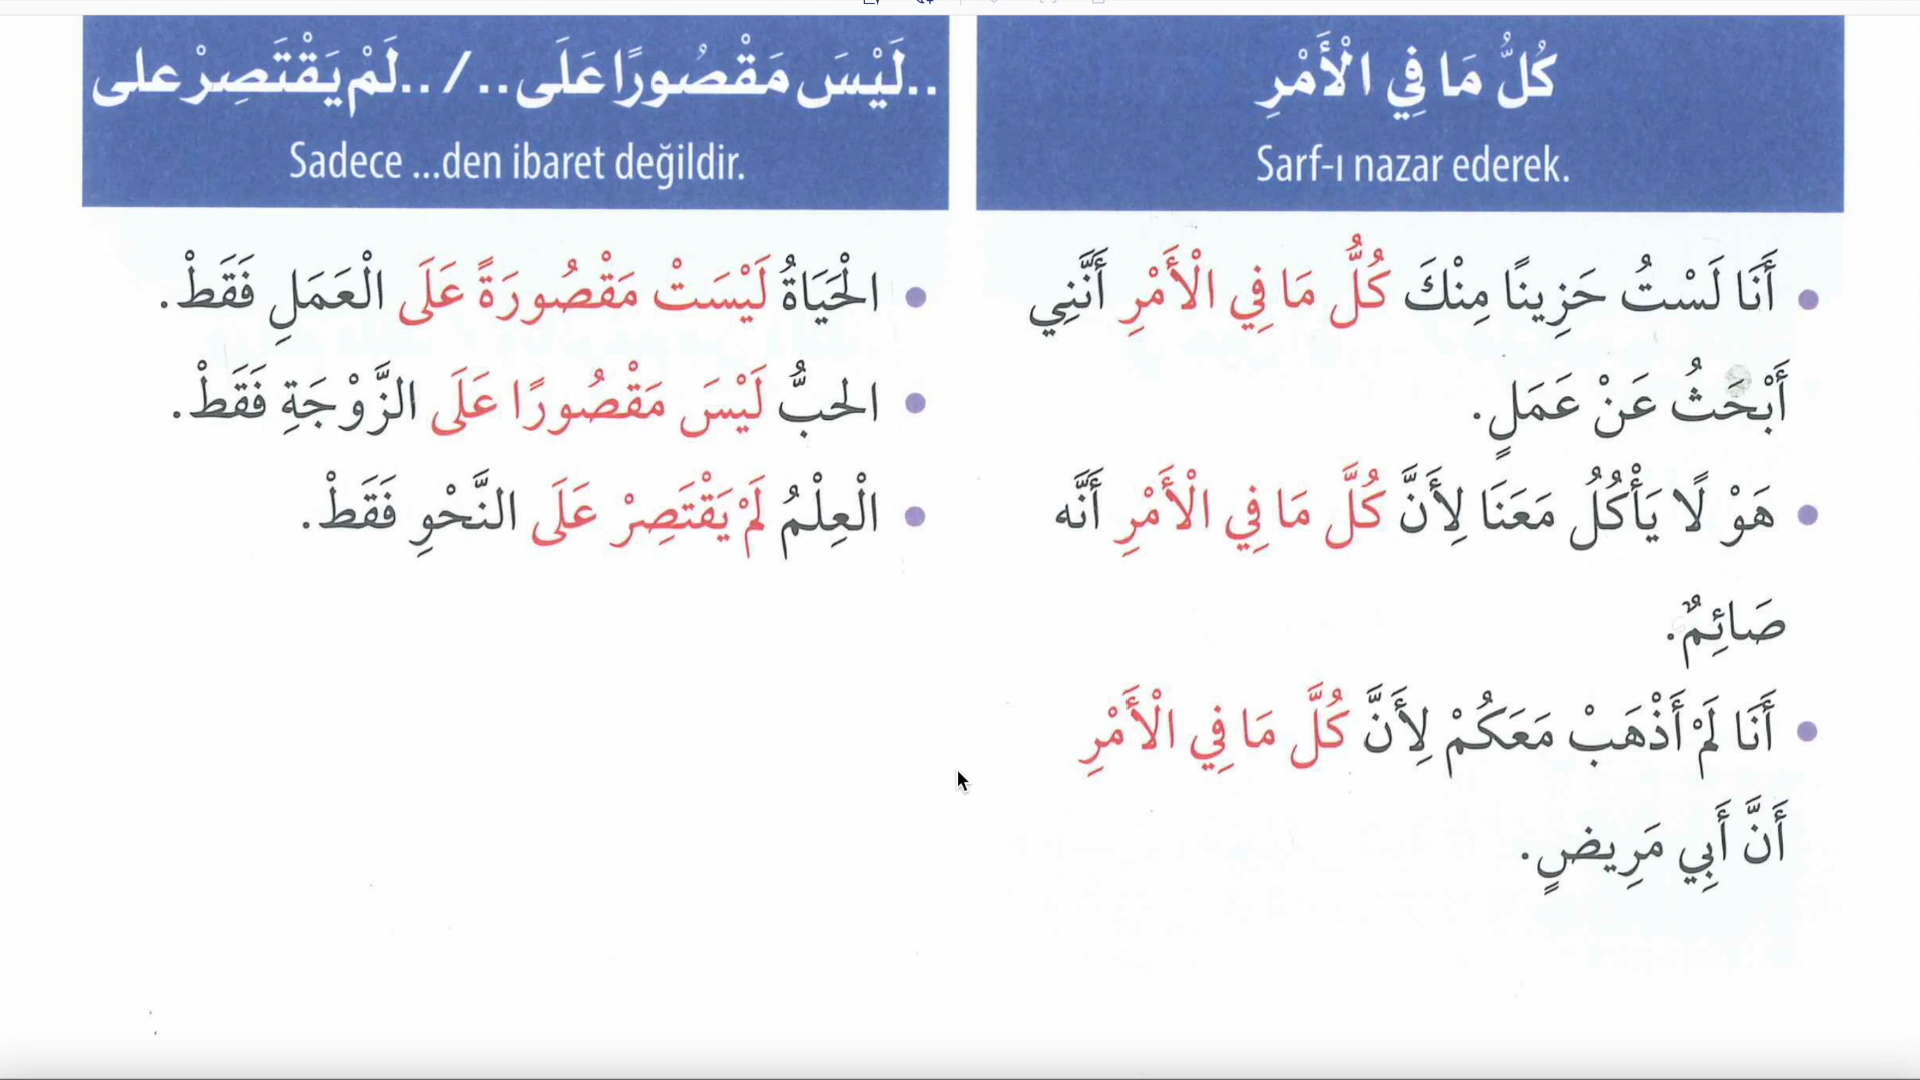 كُلُّ مَا فِي الْأَمْرِ
Sarf-ı nazar ederek.
أَنَا لَسْتُ حَزِينًا مِنْكَ كُلُّ مَا فِي الْأَمْرِ أَنَّنِي
أَبْحَثُ عَنْ عَمَلٍ.
هَوْ لًا يَأْكُلُ مَعَنَا لِأَنَّ كُلَّ مَا فِي الْأَمْرِ أَنَّه
صَائِمٌ.
أَنَا لَمْ أَذْهَبْ مَعَكُمْ لِأَنَّ كُلَّ مَا فِي الْأَمْرِ
أَنَّ أَبِي مَرِيضٍ.
..لَيْسَ مَقْصُورًا عَلَى .. / ..لَمْ يَقْتَصِرْ على
Sadece ...den ibaret değildir.
الْحَيَاةُ لَيْسَتْ مَقْصُورَةً عَلَى الْعَمَلِ فَقَطْ.
الحبُّ لَيْسَ مَقْصُورًا عَلَى الزَّوْجَةِ فَقَطْ.
الْعِلْمُ لَمْ يَقْتَصِرْ عَلَى النَّحْوِ فَقَطْ.